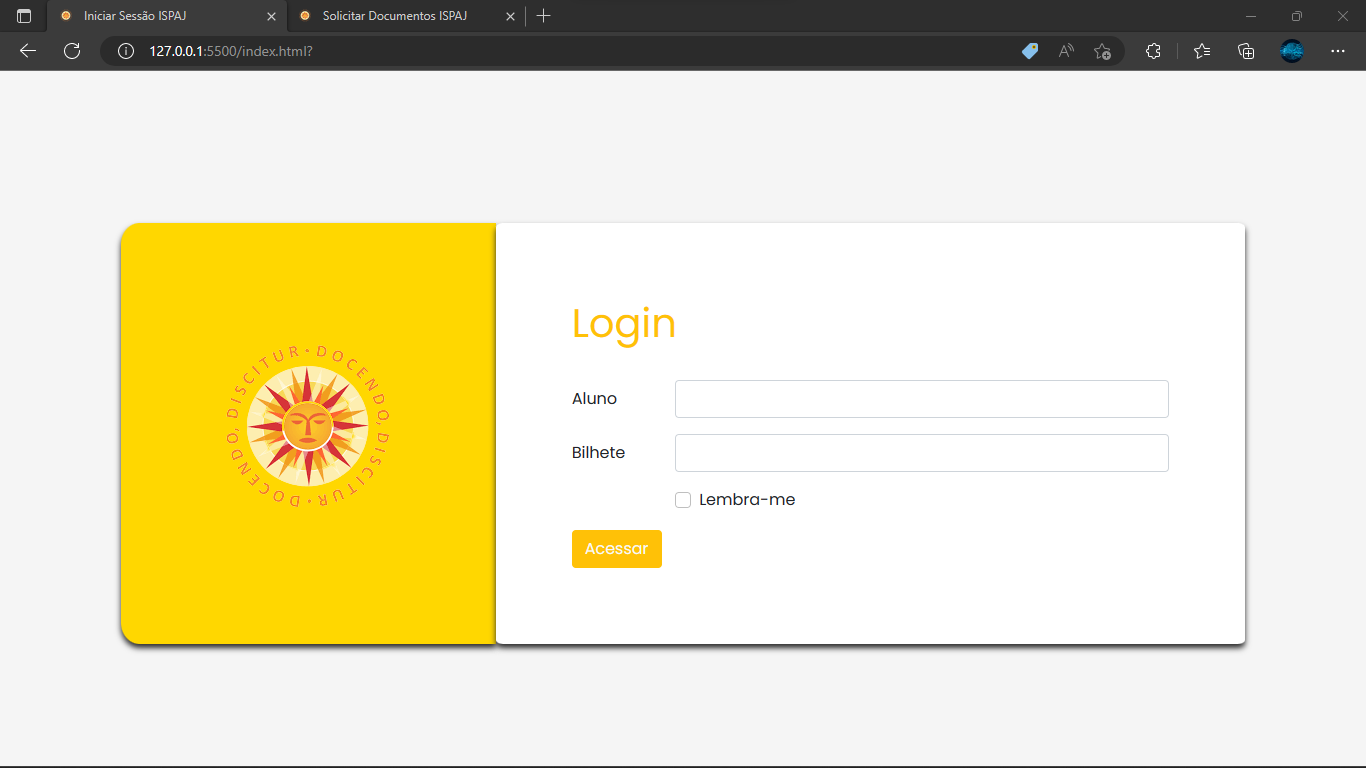 Iniciar Sessão ISPAJ
Solicitar Documentos ISPAJ
127.0.0.1:5500/index.html?
DOCENDO, DISCITUR • DOCENDO, DISCITUR •
Login
Aluno
Bilhete
Lembra-me
Acessar